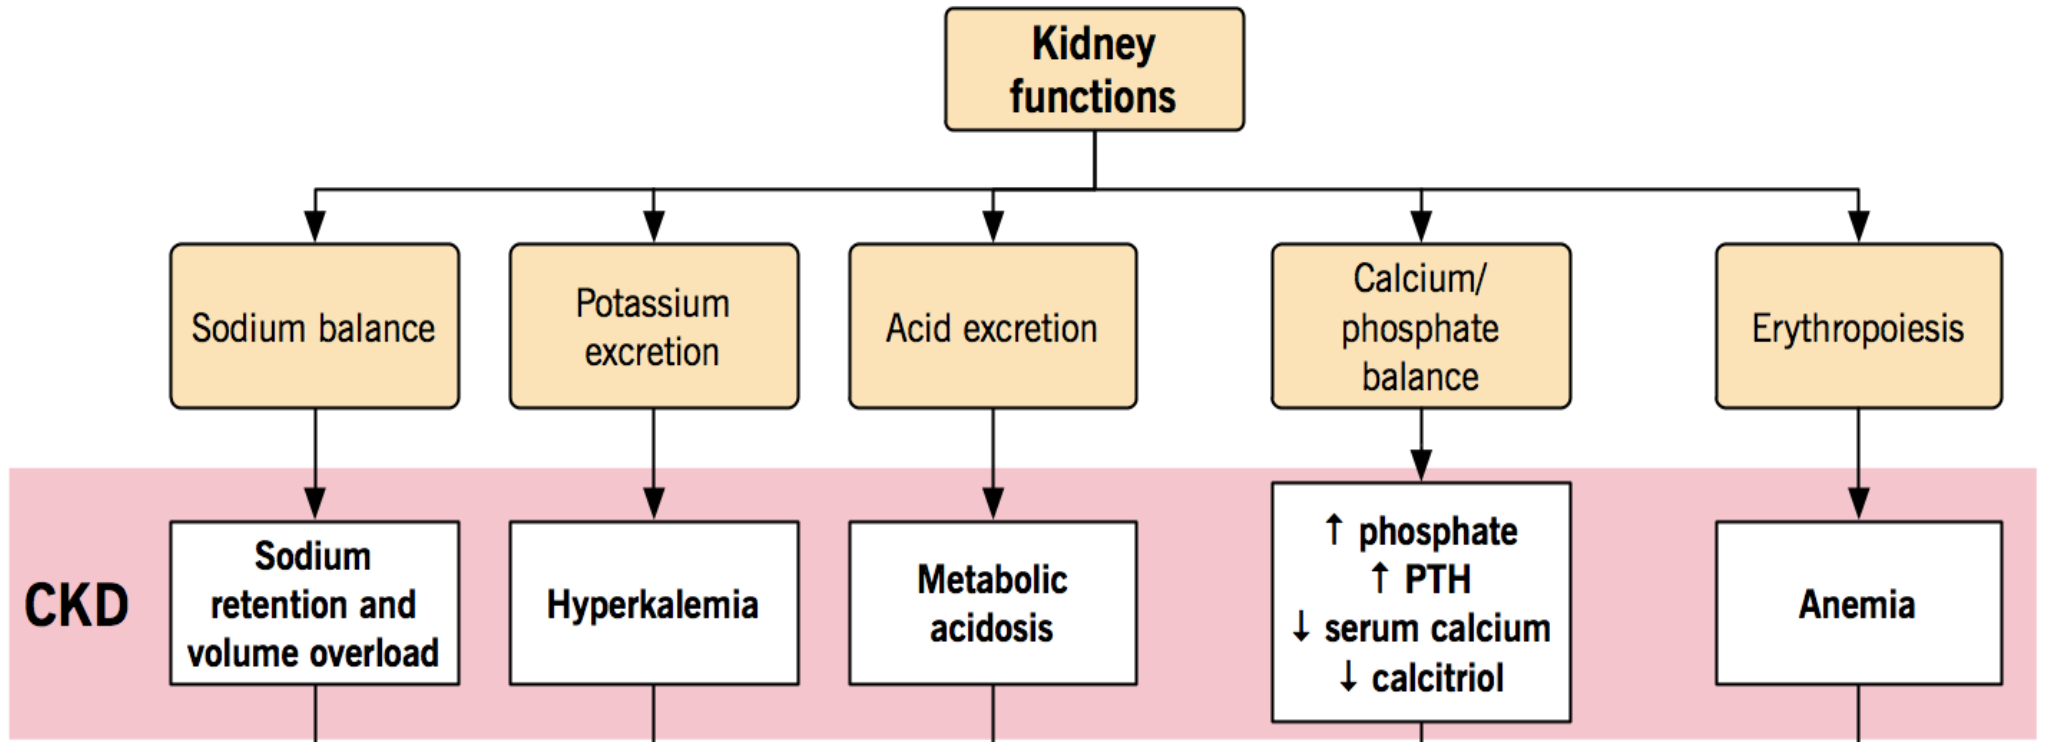 Kidney
functions
Sodium balance
Potassium
excretion
Acid excretion
Calcium/
phosphate
balance
Erythropoiesis
CKD
Sodium
retention and
volume overload
Hyperkalemia
Metabolic
acidosis
↑ phosphate
↑ PTH
↓ serum calcium
↓ calcitriol
Anemia